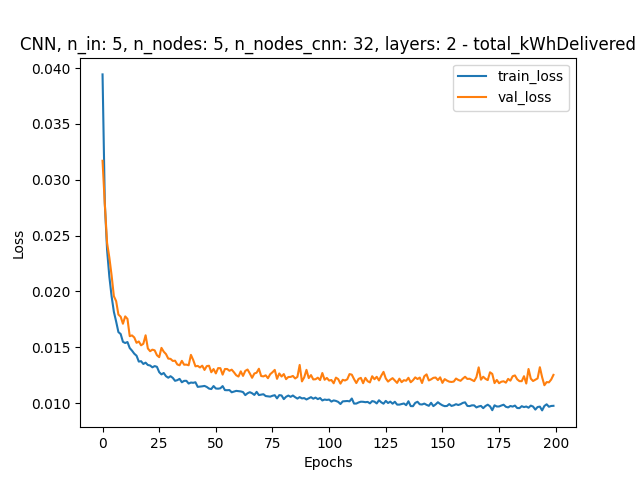 CNN, n_in: 5, n_nodes: 5, n_nodes_cnn: 32, layers: 2 - total_kWhDelivered
train_loss
val_loss
0.040
0.035
0.030
0.025
0.020
0.015
0.010
Loss
0 25 50 75 100 125 150 175 200
Epochs